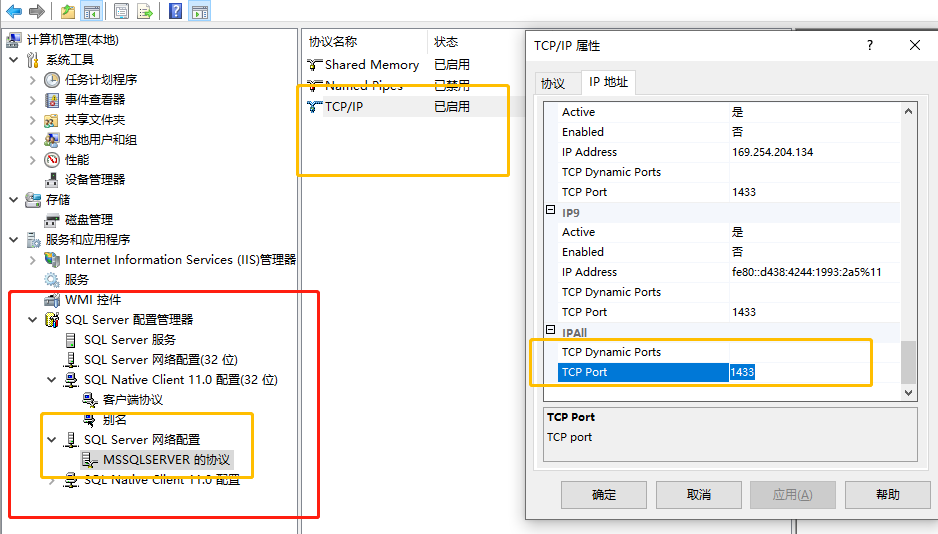 计算机管理(本地)
系统工具
任务计划程序
事件查看器
共享文件夹
本地用户和组
性能
设备管理器
存储
磁盘管理
服务和应用程序
Internet Information Services (IIS)管理器
服务
WMI 控件
SQL Server 配置管理器
SQL Server 服务
SQL Server 网络配置(32 位)
SQL Native Client 11.0 配置(32 位)
客户端协议
别名
SQL Server 网络配置
MSSQLSERVER 的协议
SQL Native Client 11.0 配置
协议名称 状态
Shared Memory 已启用
Named Pipes 已禁用
TCP/IP 已启用
TCP/IP 属性 ?
协议 IP 地址
Active 是
Enabled 否
IP Address 169.254.204.134
TCP Dynamic Ports
TCP Port 1433
IP9
Active 是
Enabled 否
IP Address fe80::d438:4244:1993:2a5%11
TCP Dynamic Ports
TCP Port 1433
IPAll
TCP Dynamic Ports
TCP Port 1433
TCP Port
TCP port
确定 取消 应用(A) 帮助